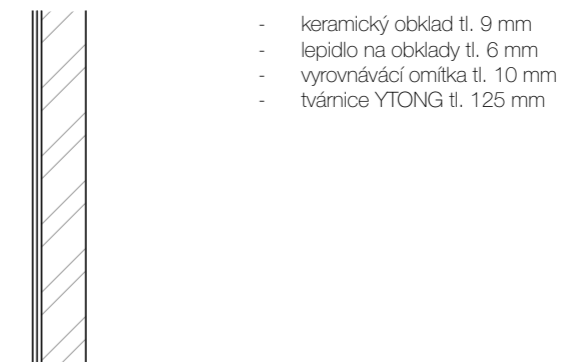 - keramický obklad tl. 9 mm
- lepidlo na obklady tl. 6 mm
- vyrovnávácí omítka tl. 10 mm
- tvárnice YTONG tl. 125 mm